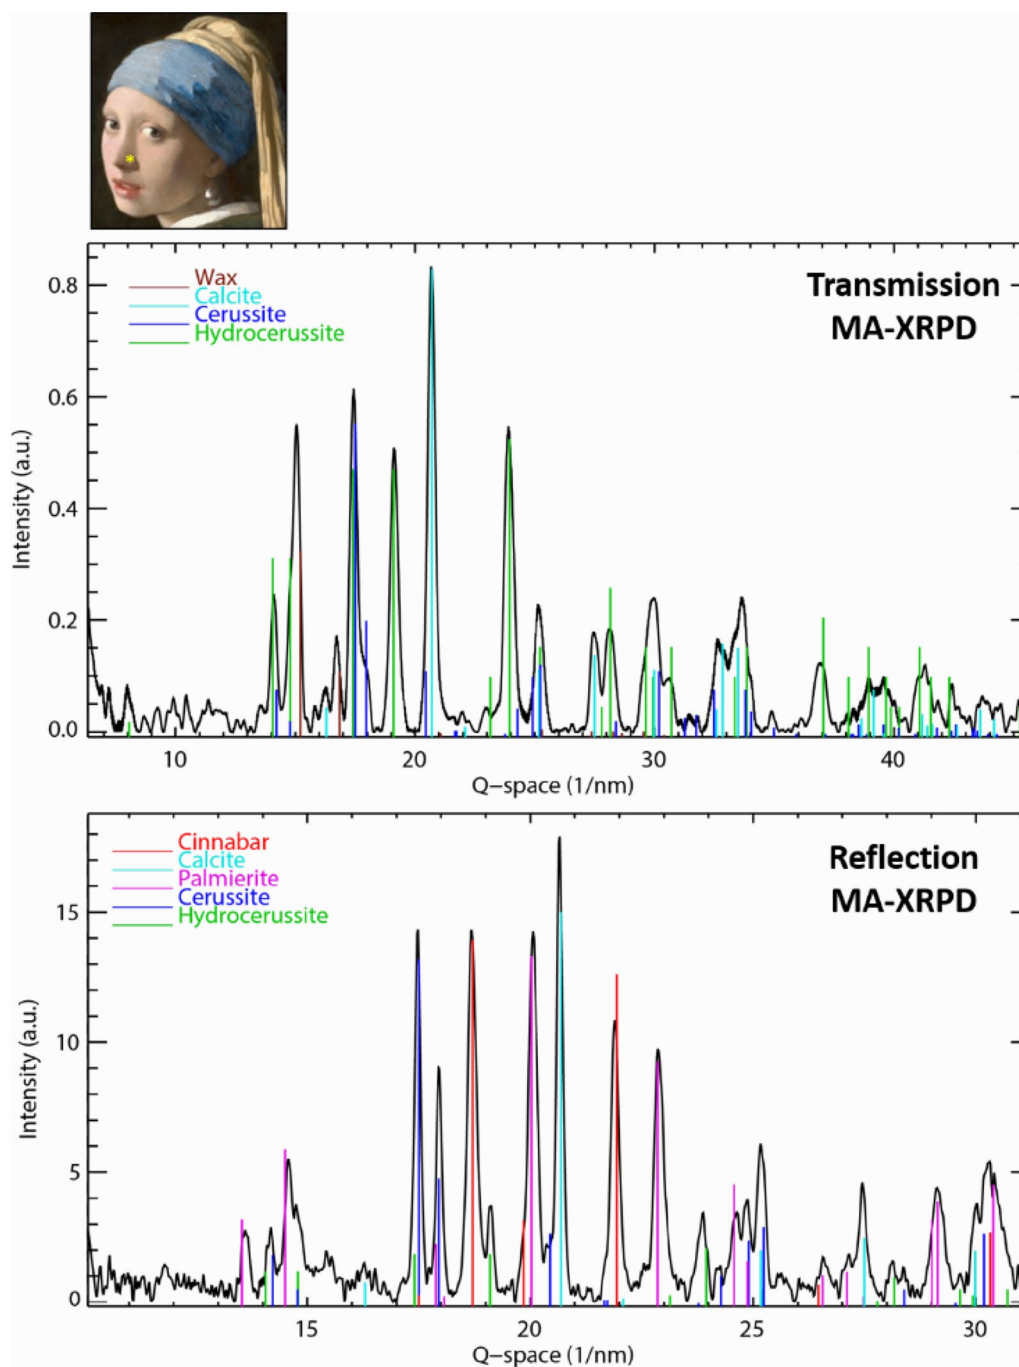 Transmission
MA-XRPD
Wax
Calcite
Cerussite
Hydrocerussite
Intensity (a.u.)
0.8
0.6
0.4
0.2
0.0
10
20
30
40
Q−space (1/nm)
Reflection
MA-XRPD
Cinnabar
Calcite
Palmierite
Cerussite
Hydrocerussite
Intensity (a.u.)
15
10
5
0
15
20
25
30
Q−space (1/nm)